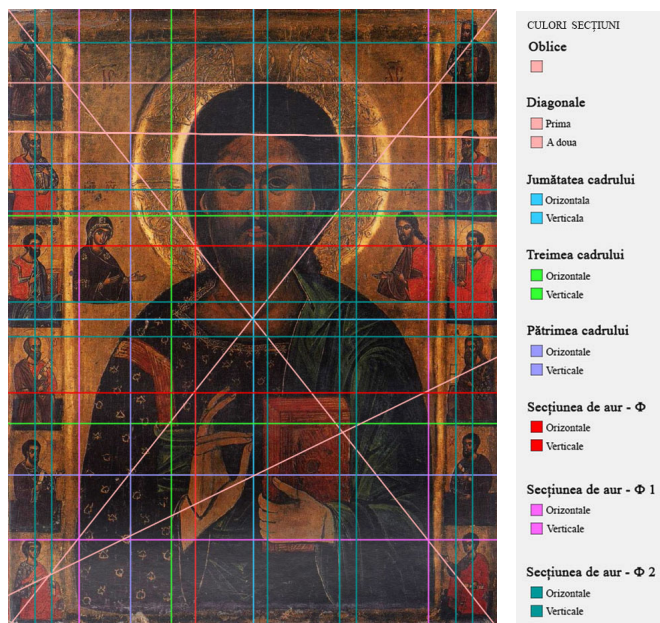 CULORI SECȚIUNI
Oblice
Diagonale
Prima
A doua
Jumătatea cadrului
Orizontala
Verticala
Treimea cadrului
Orizontale
Verticale
Pătrimea cadrului
Orizontale
Verticale
Secțiunea de aur - Φ
Orizontale
Verticale
Secțiunea de aur - Φ 1
Orizontale
Verticale
Secțiunea de aur - Φ 2
Orizontale
Verticale